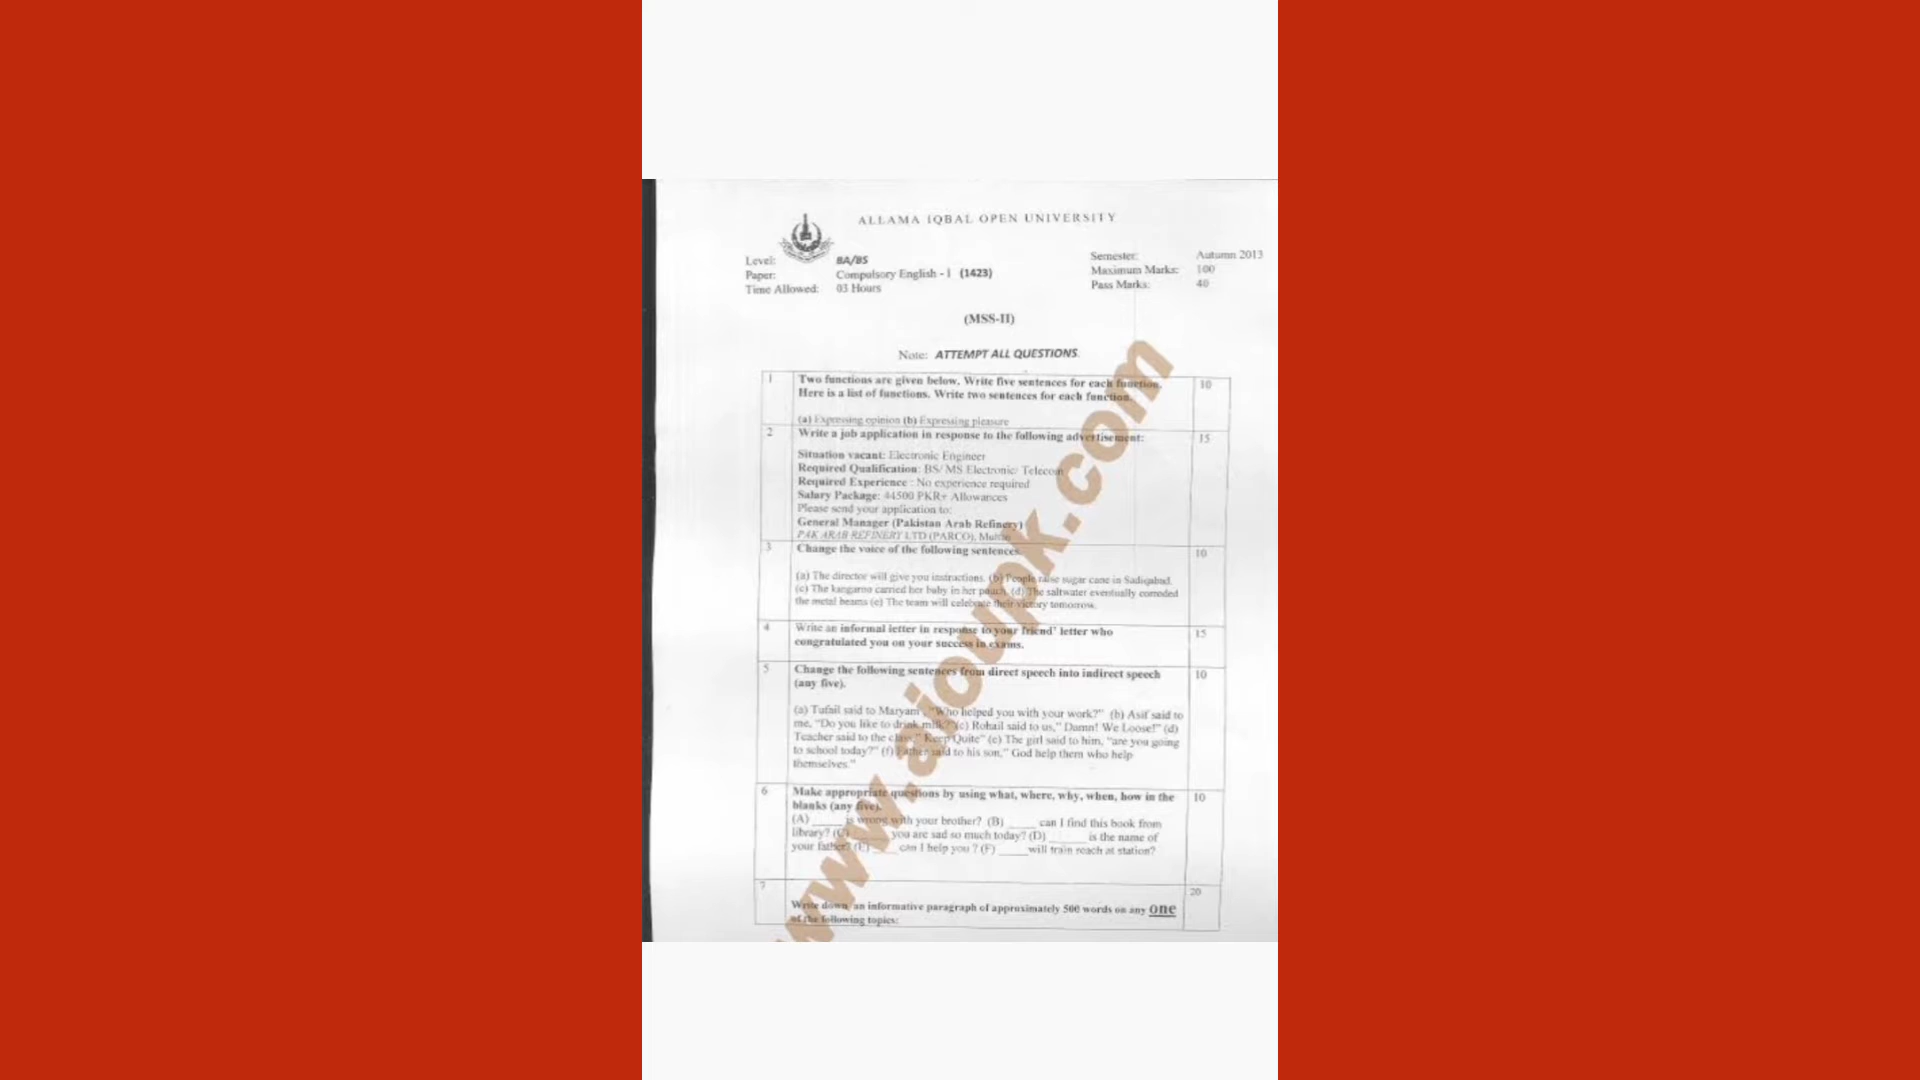 ALLAMA IQBAL OPEN UNIVERSITY
Level: BA/BS
Paper: Compulsory English - I (1423)
Time Allowed: 03 Hours
Semester: Autumn 2013
Maximum Marks: 100
Pass Marks: 40
(MSS-II)
Note: ATTEMPT ALL QUESTIONS.
1 Two functions are given below. Write five sentences for each function. 10
Here is a list of functions. Write two sentences for each function.
(a) Expressing opinion (b) Expressing pleasure
2 Write a job application in response to the following advertisement: 15
Situation vacant: Electronic Engineer
Required Qualification: BS/ MS Electronic/ Telecom
Required Experience : No experience required
Salary Package: 44500 PKR+ Allowances
Please send your application to:
General Manager (Pakistan Arab Refinery)
PAK ARAB REFINERY LTD (PARCO), Multan
3 Change the voice of the following sentences. 10
(a) The director will give you instructions. (b) People raise sugar cane in Sadiqabad.
(c) The kangaroo carried her baby in her pouch. (d) The saltwater eventually corroded
the metal beams (e) The team will celebrate their victory tomorrow.
4 Write an informal letter in response to your friend' letter who 15
congratulated you on your success in exams.
5 Change the following sentences from direct speech into indirect speech 10
(any five).
(a) Tufail said to Maryam , "Who helped you with your work?" (b) Asif said to
me, "Do you like to drink milk?" (c) Rohail said to us," Damn! We Loose!" (d)
Teacher said to the class," Keep Quite" (e) The girl said to him, "are you going
to school today?" (f) Father said to his son," God help them who help
themselves."
6 Make appropriate questions by using what, where, why, when, how in the 10
blanks (any five).
(A) _____ is wrong with your brother? (B) _____ can I find this book from
library? (C) _____ you are sad so much today? (D) ______ is the name of
your father? (E) ____ can I help you ? (F) _____will train reach at station?
7 20
Write down an informative paragraph of approximately 500 words on any one
of the following topics:
www.aioupk.com